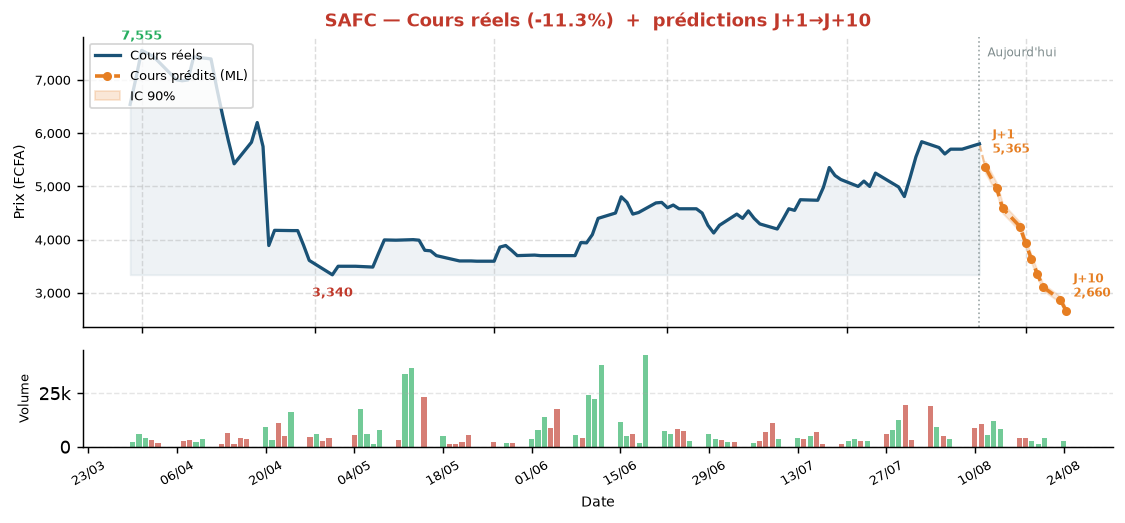 SAFC — Cours réels (-11.3%)  +  prédictions J+1→J+10
7,555
Cours réels
Cours prédits (ML)
IC 90%
Aujourd'hui
J+1
5,365
J+10
2,660
3,340
Prix (FCFA)
7,000
6,000
5,000
4,000
3,000
Volume
25k
0
23/03
06/04
20/04
04/05
18/05
01/06
15/06
29/06
13/07
27/07
10/08
24/08
Date